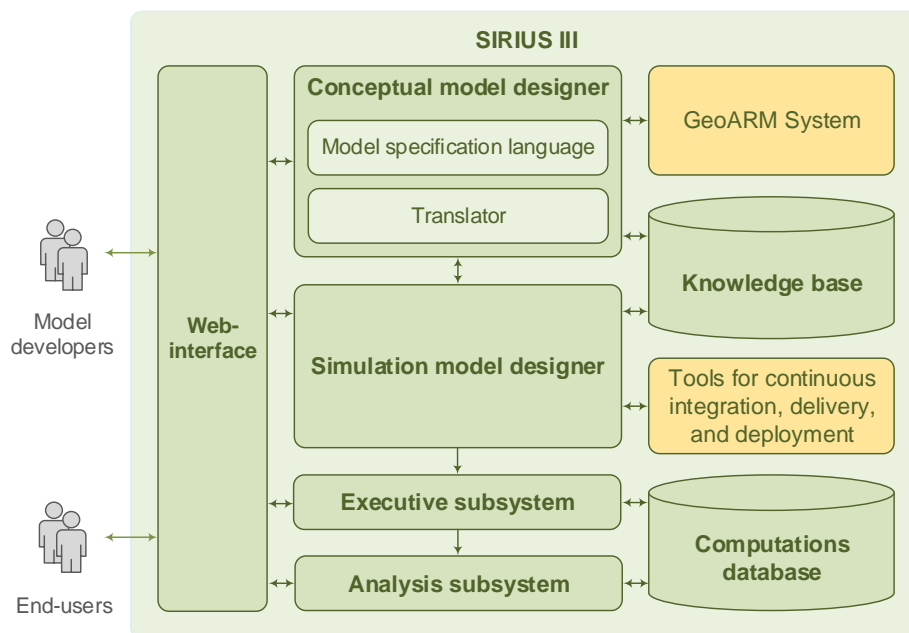 SIRIUS III
Conceptual model designer
Model specification language
Translator
GeoARM System
Knowledge base
Model
developers
Web-
interface
Simulation model designer
Tools for continuous
integration, delivery,
and deployment
Executive subsystem
Computations
database
Analysis subsystem
End-users